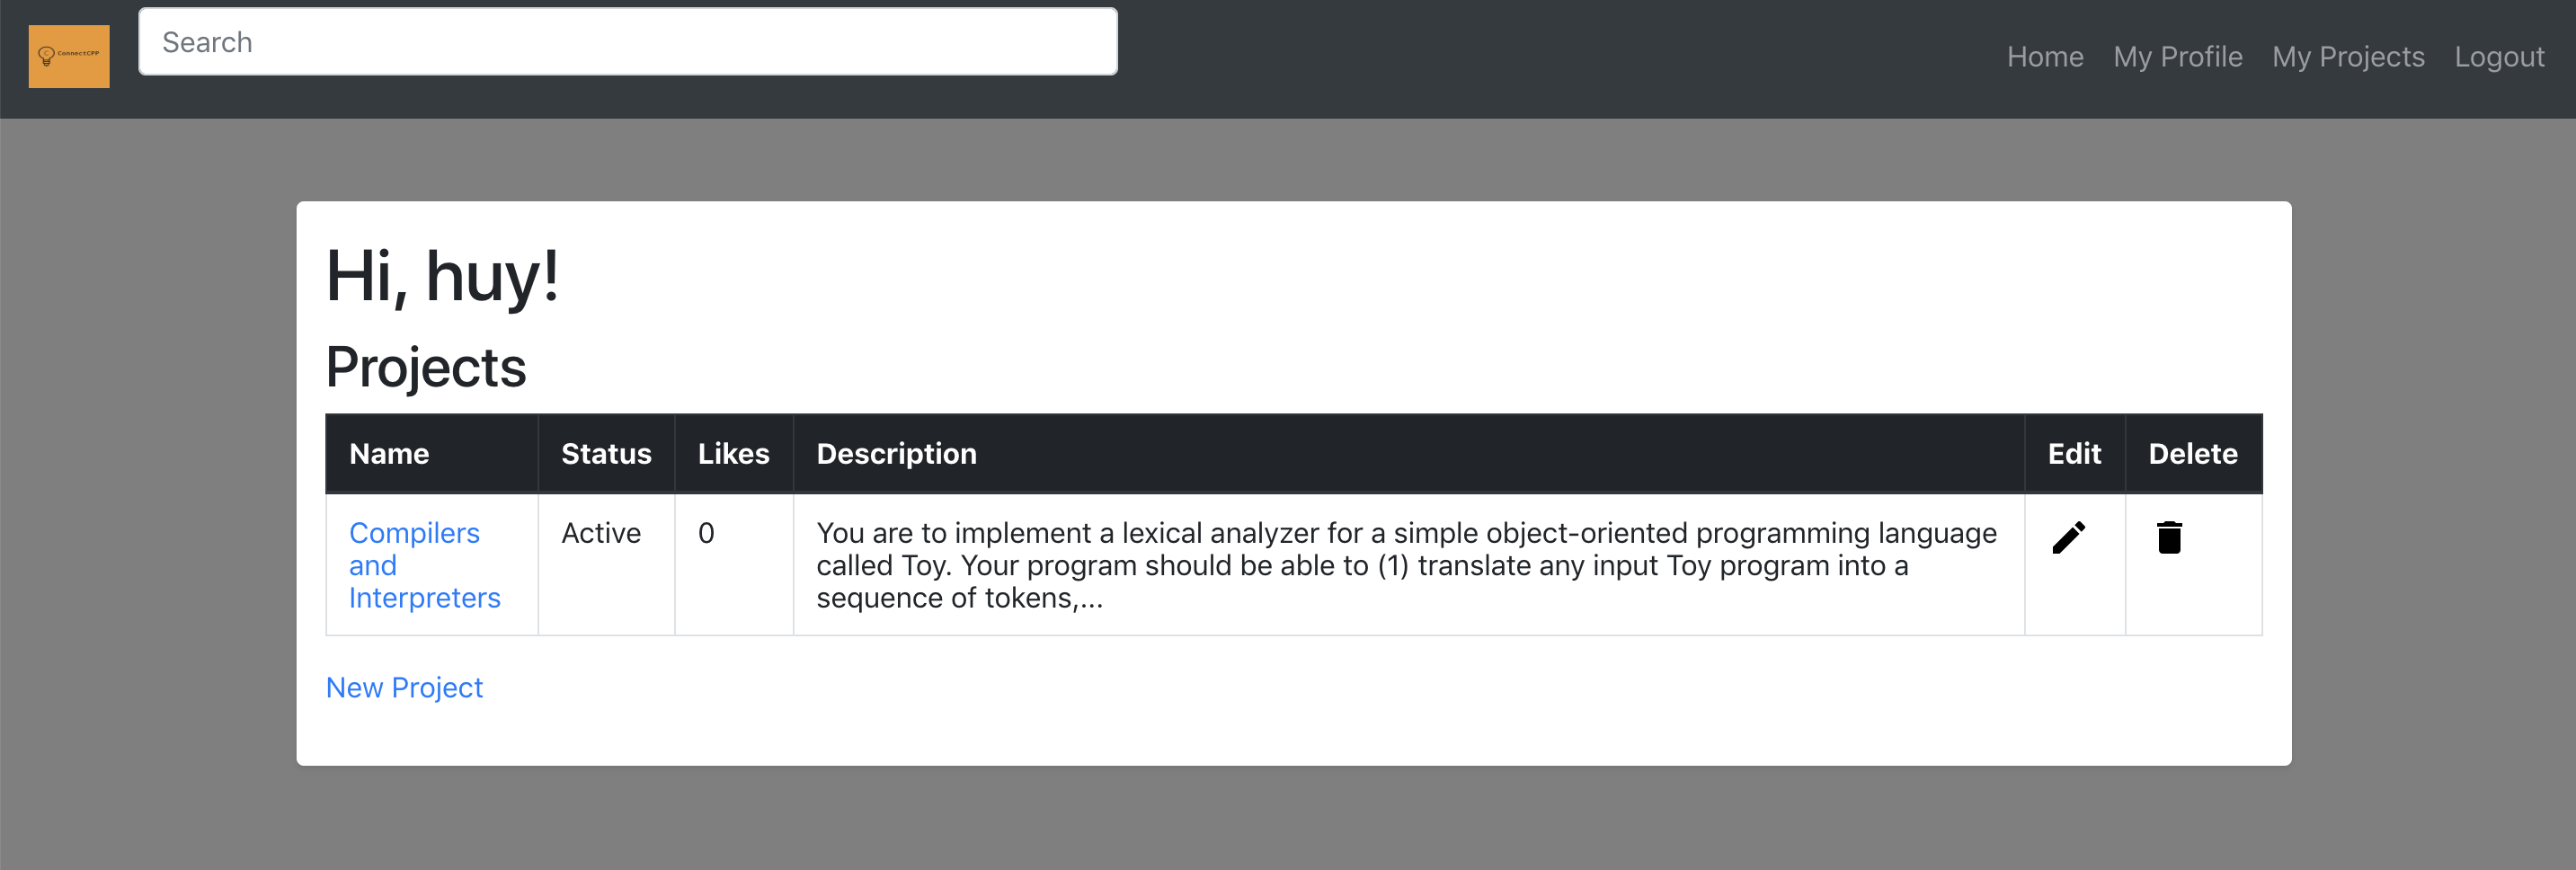 ConnectCPP
Search
Home My Profile My Projects Logout
Hi, huy!
Projects
Name Status Likes Description Edit Delete
Compilers
and
Interpreters
Active
0
You are to implement a lexical analyzer for a simple object-oriented programming language
called Toy. Your program should be able to (1) translate any input Toy program into a
sequence of tokens,...
New Project